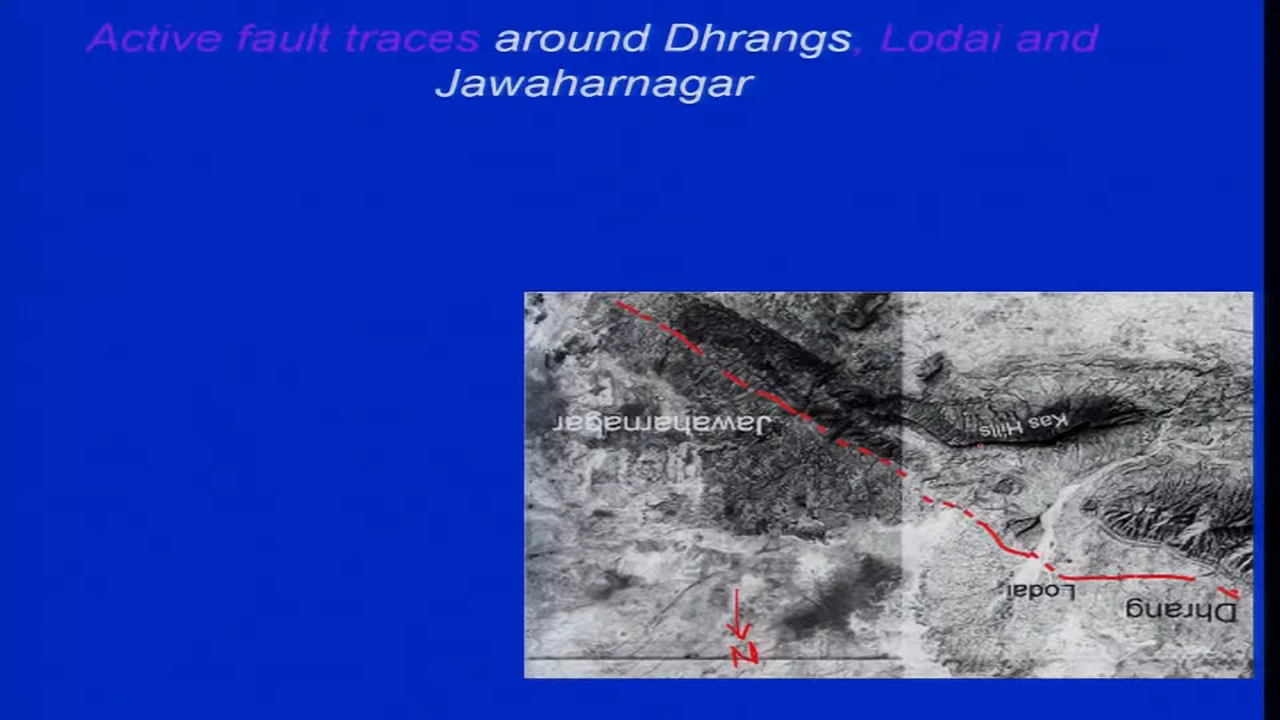 Active fault traces around Dhrangs, Lodai and
Jawaharnagar
Jawaharnagar
Kas Hills
Lodai
Dhrang
N